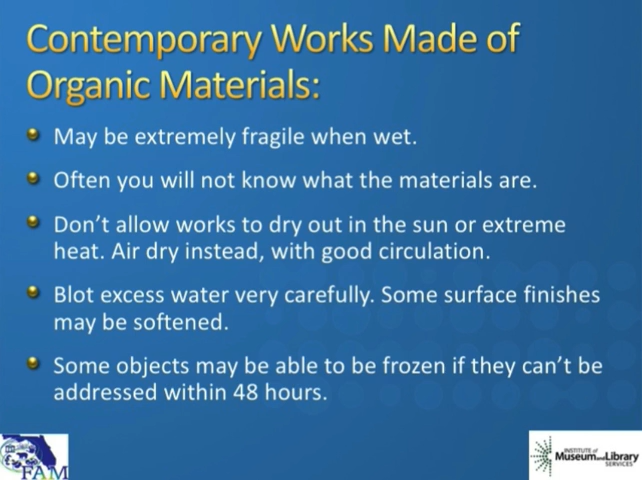 Contemporary Works Made of
Organic Materials:
May be extremely fragile when wet.
Often you will not know what the materials are.
Don’t allow works to dry out in the sun or extreme
heat. Air dry instead, with good circulation.
Blot excess water very carefully. Some surface finishes
may be softened.
Some objects may be able to be frozen if they can’t be
addressed within 48 hours.
FAM
INSTITUTE of
Museum and Library
SERVICES